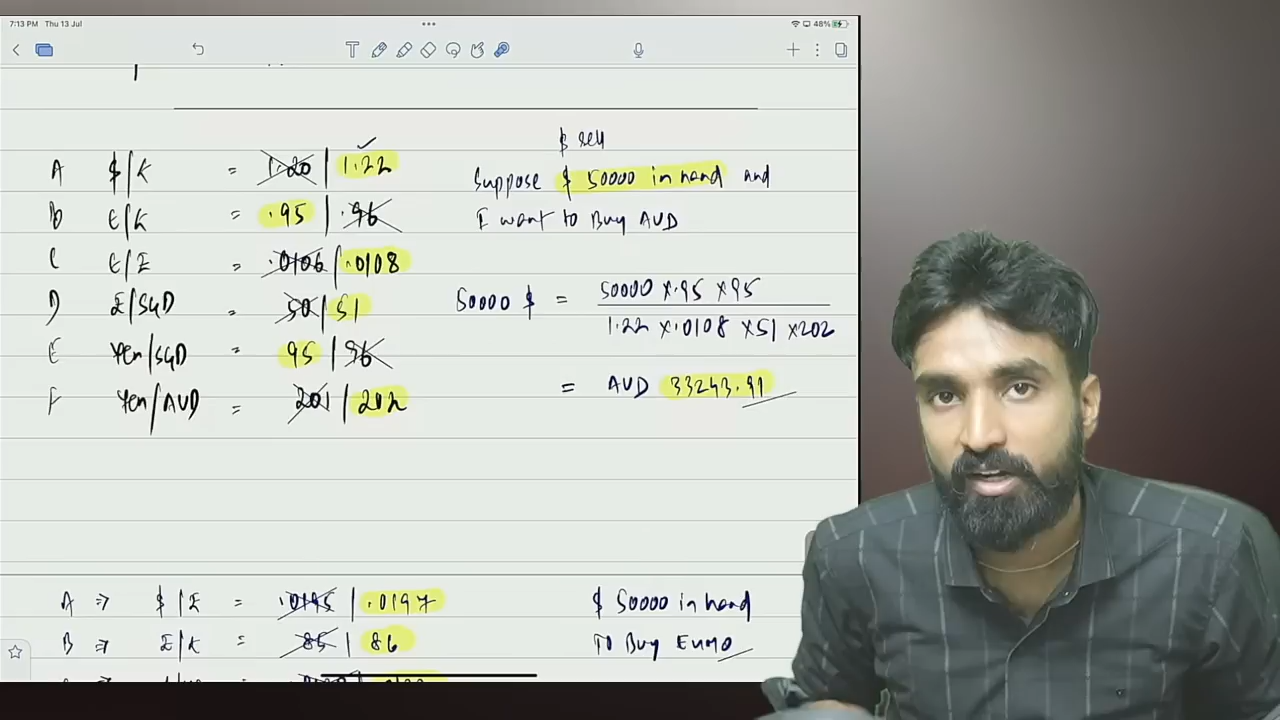 7:13 PM Thu 13 Jul
48%
A $/K = 1.20 | 1.22
$ sell
Suppose $ 50000 in hand and
B €/K = .95 | .96
I want to Buy AUD
C €/I = .0106 | .0108
D I/SGD = 50 | 51
50000 $ = 50000 × .95 × 95
1.22 × .0108 × 51 × 202
E Yen/SGD = 95 | 96
= AUD 33243.91
F Yen/AUD = 201 | 202
A ⇒ $/I = .0195 | .0197
$ 50000 in hand
B ⇒ I/K = 85 | 86
To Buy EURO